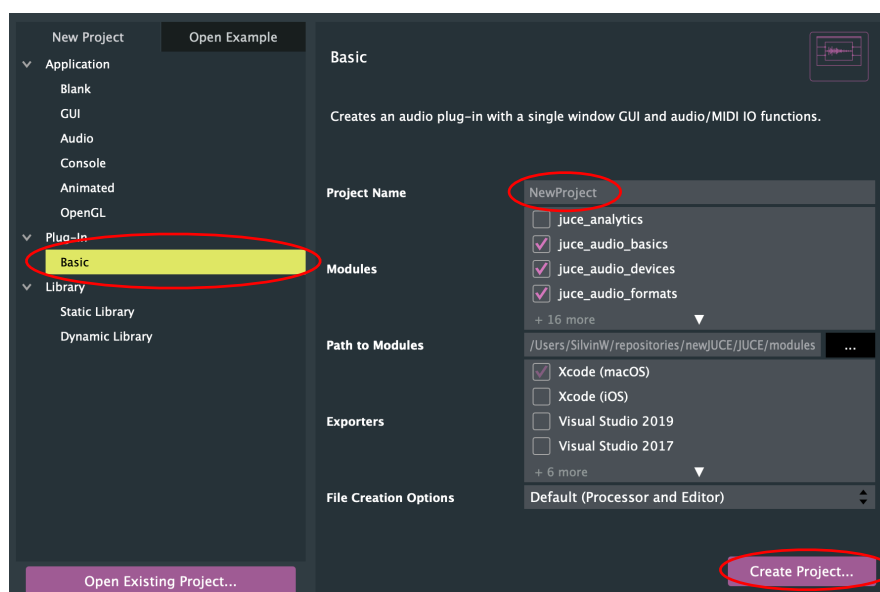 New Project
Open Example
Application
Blank
GUI
Audio
Console
Animated
OpenGL
Plug-In
Basic
Library
Static Library
Dynamic Library
Open Existing Project...
Basic
Creates an audio plug-in with a single window GUI and audio/MIDI IO functions.
Project Name
NewProject
Modules
juce_analytics
juce_audio_basics
juce_audio_devices
juce_audio_formats
+ 16 more
Path to Modules
/Users/SilvinW/repositories/newJUCE/JUCE/modules
...
Exporters
Xcode (macOS)
Xcode (iOS)
Visual Studio 2019
Visual Studio 2017
+ 6 more
File Creation Options
Default (Processor and Editor)
Create Project...